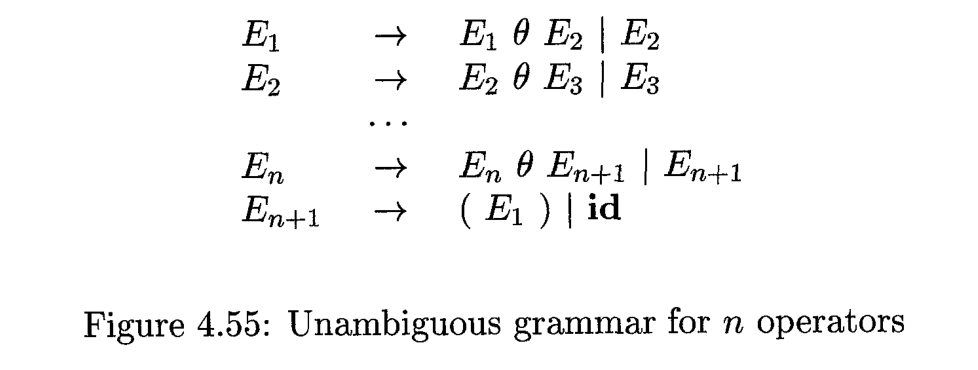 E₁ → E₁ θ E₂ | E₂
E₂ → E₂ θ E₃ | E₃
...
Eₙ → Eₙ θ Eₙ₊₁ | Eₙ₊₁
Eₙ₊₁ → ( E₁ ) | id
Figure 4.55: Unambiguous grammar for n operators